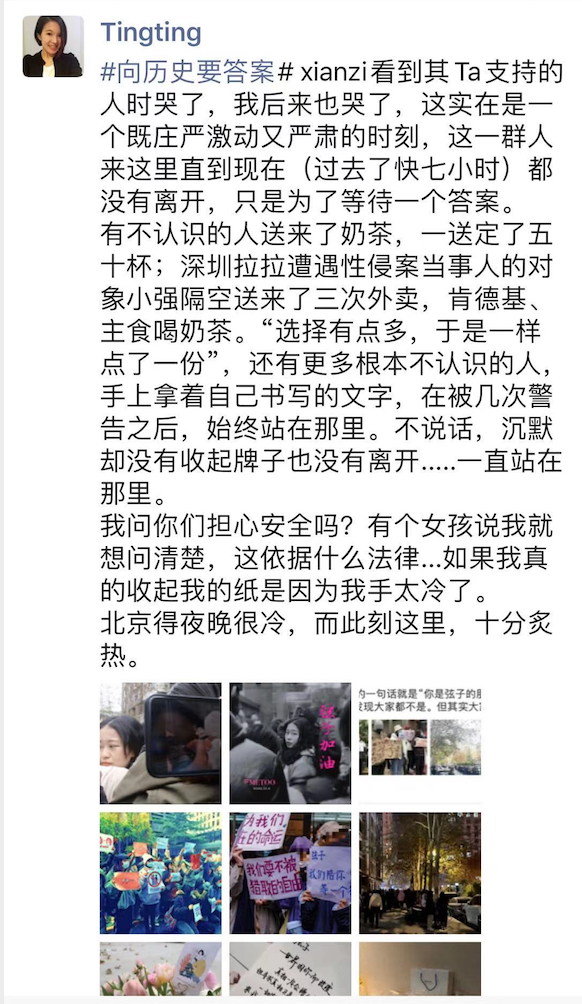 Tingting
#向历史要答案# xianzi看到其Ta支持的
人时哭了，我后来也哭了，这实在是一
个既庄严激动又严肃的时刻，这一群人
来这里直到现在（过去了快七小时）都
没有离开，只是为了等待一个答案。
有不认识的人送来了奶茶，一送定了五
十杯；深圳拉拉遭遇性侵案当事人的对
象小强隔空送来了三次外卖，肯德基、
主食喝奶茶。“选择有点多，于是一样
点了一份”，还有更多根本不认识的人，
手上拿着自己书写的文字，在被几次警
告之后，始终站在那里。不说话，沉默
却没有收起牌子也没有离开.....一直站在
那里。
我问你们担心安全吗？有个女孩说我就
想问清楚，这依据什么法律...如果我真
的收起我的纸是因为我手太冷了。
北京得夜晚很冷，而此刻这里，十分炙
热。
弦子加油
#METOO
的一句话就是“你是弦子的朋
发现大家都不是。但其实大
为我们
在的命运
我们要不被
猎取的自由
弦子
我们陪你